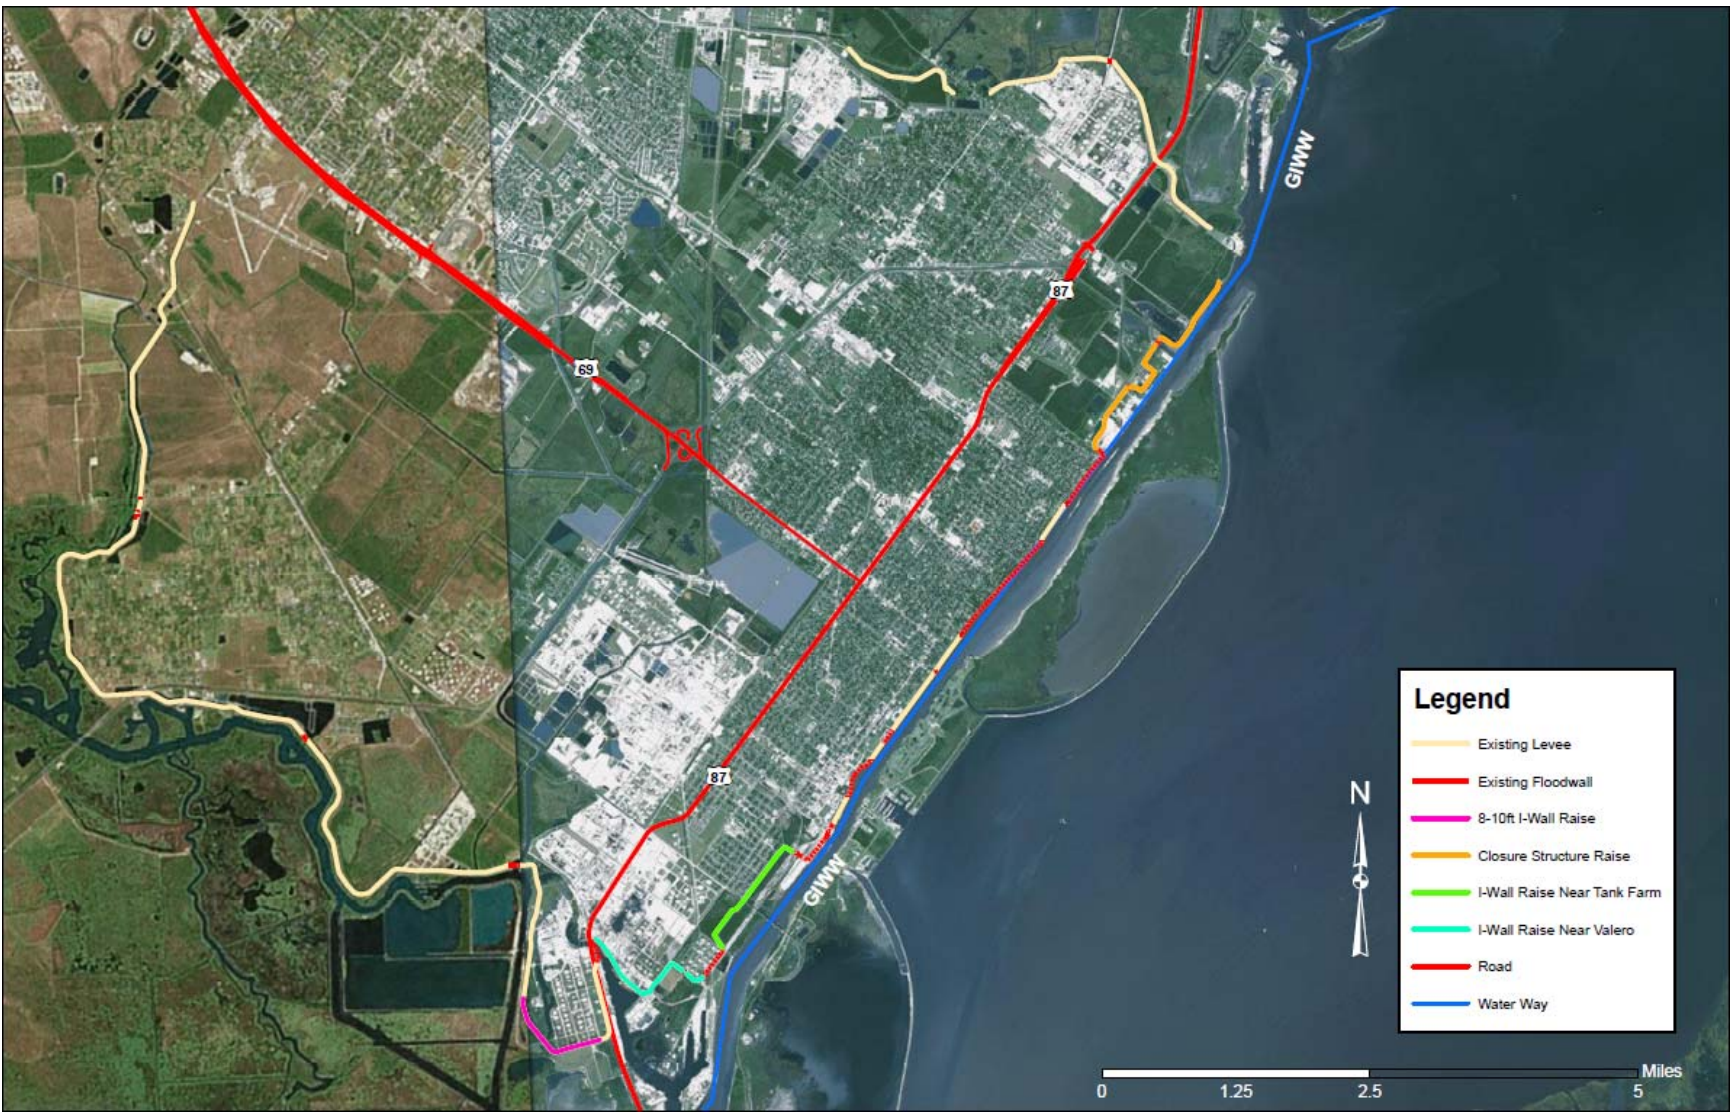 GIWW
87
69
87
GIWW
Legend
Existing Levee
Existing Floodwall
8-10ft I-Wall Raise
Closure Structure Raise
I-Wall Raise Near Tank Farm
I-Wall Raise Near Valero
Road
Water Way
N
Miles
0 1.25 2.5 5